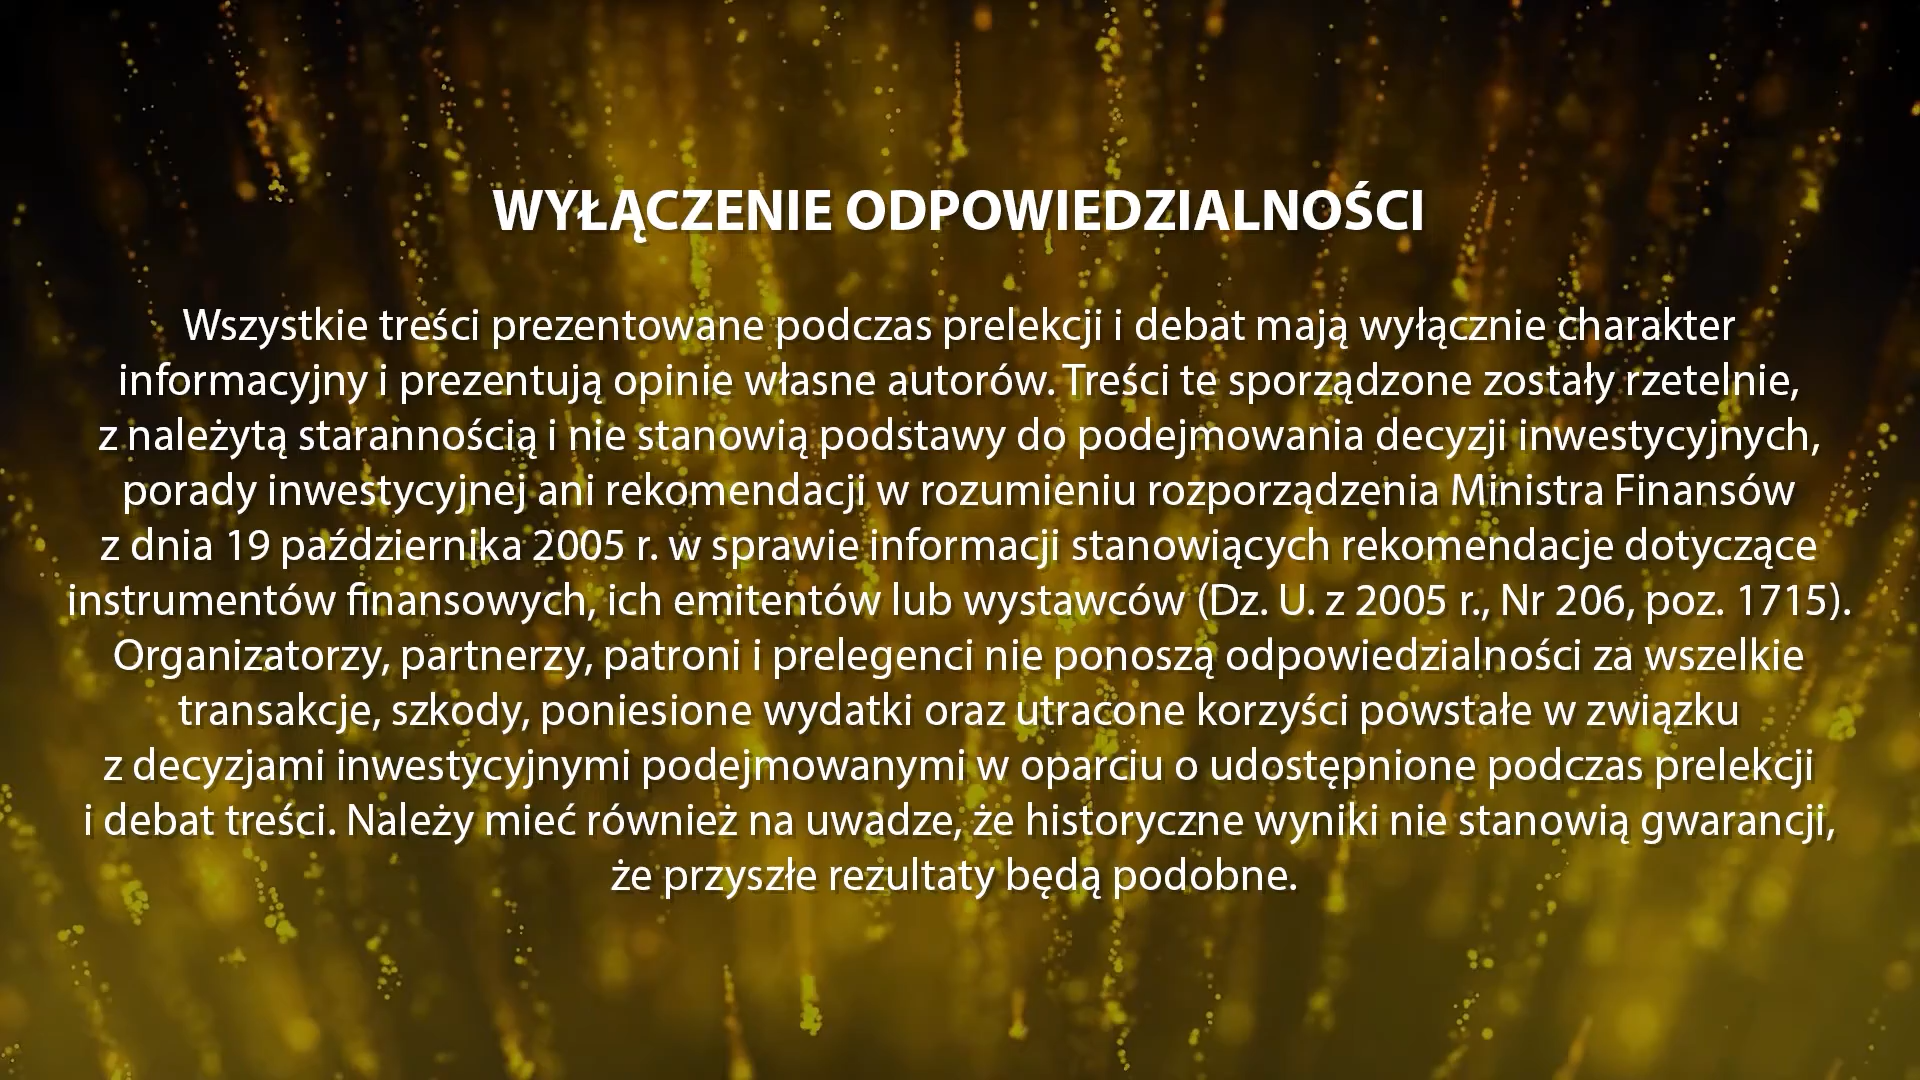 WYŁĄCZENIE ODPOWIEDZIALNOŚCI
Wszystkie treści prezentowane podczas prelekcji i debat mają wyłącznie charakter
informacyjny i prezentują opinie własne autorów. Treści te sporządzone zostały rzetelnie,
z należytą starannością i nie stanowią podstawy do podejmowania decyzji inwestycyjnych,
porady inwestycyjnej ani rekomendacji w rozumieniu rozporządzenia Ministra Finansów
z dnia 19 października 2005 r. w sprawie informacji stanowiących rekomendacje dotyczące
instrumentów finansowych, ich emitentów lub wystawców (Dz. U. z 2005 r., Nr 206, poz. 1715).
Organizatorzy, partnerzy, patroni i prelegenci nie ponoszą odpowiedzialności za wszelkie
transakcje, szkody, poniesione wydatki oraz utracone korzyści powstałe w związku
z decyzjami inwestycyjnymi podejmowanymi w oparciu o udostępnione podczas prelekcji
i debat treści. Należy mieć również na uwadze, że historyczne wyniki nie stanowią gwarancji,
że przyszłe rezultaty będą podobne.